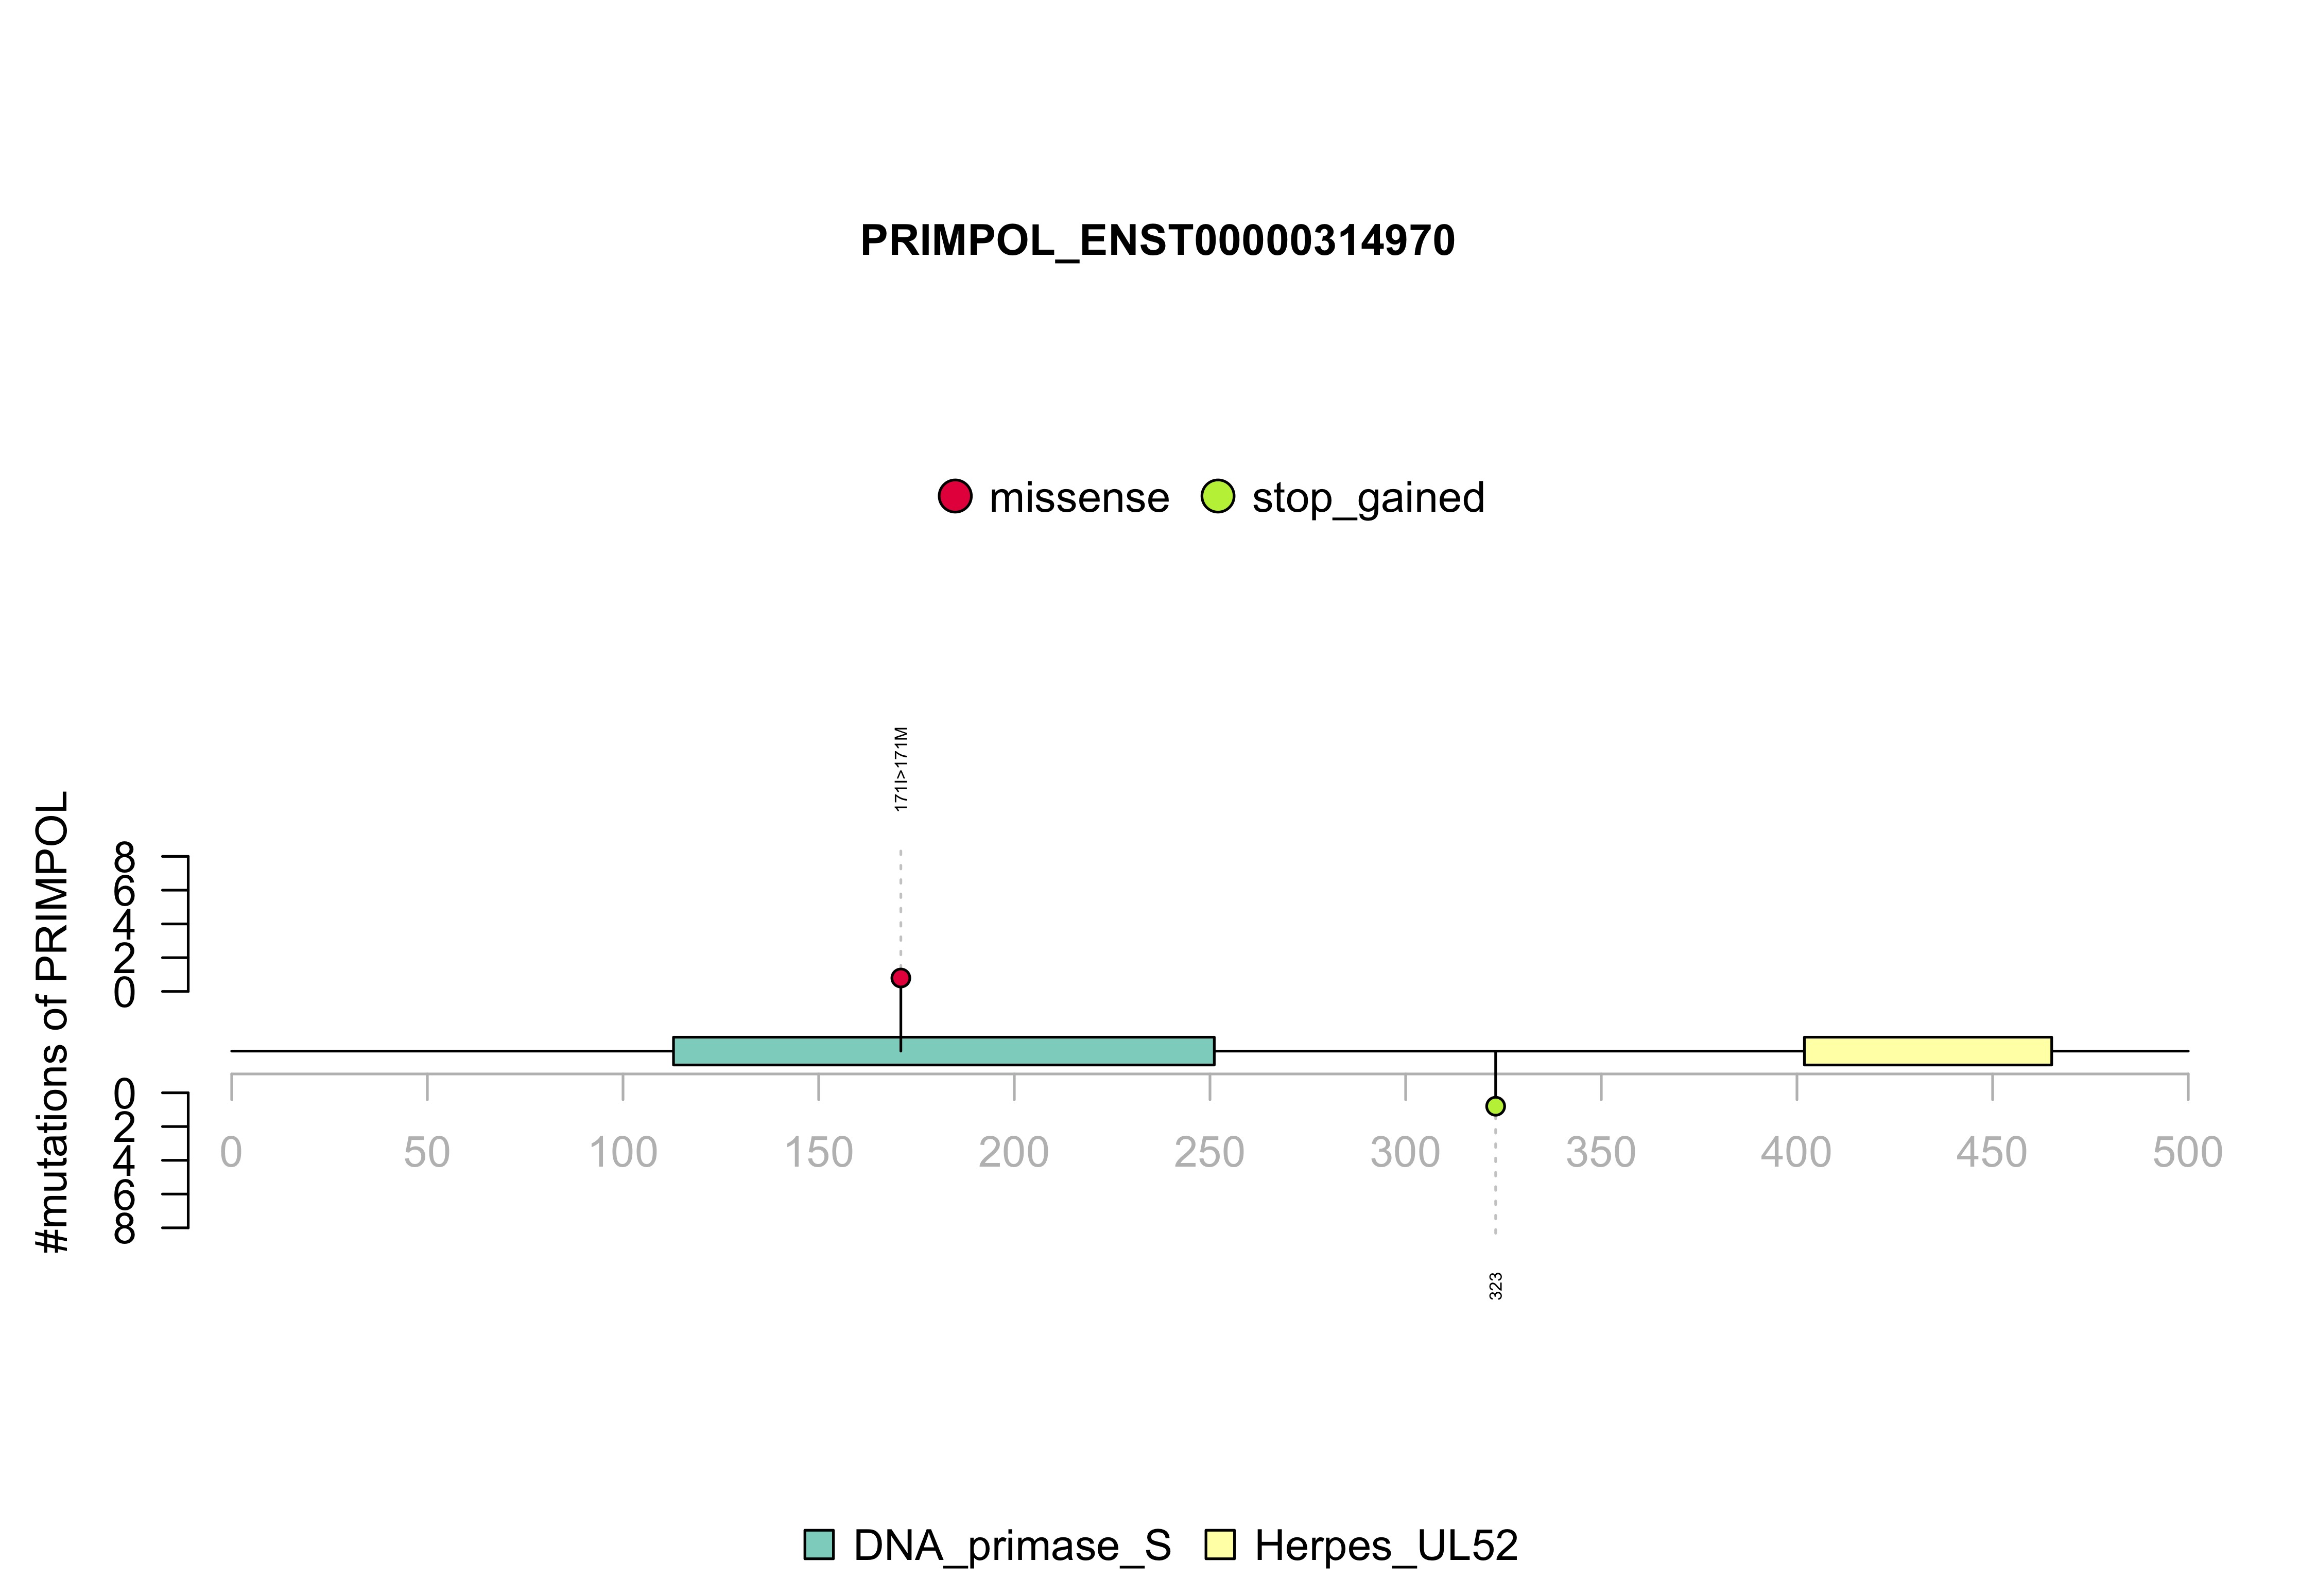 PRIMPOL_ENST00000314970
missense stop_gained
171I>171M
#mutations of PRIMPOL
8
6
4
2
0
0
2
4
6
8
0 50 100 150 200 250 300 350 400 450 500
323
DNA_primase_S Herpes_UL52